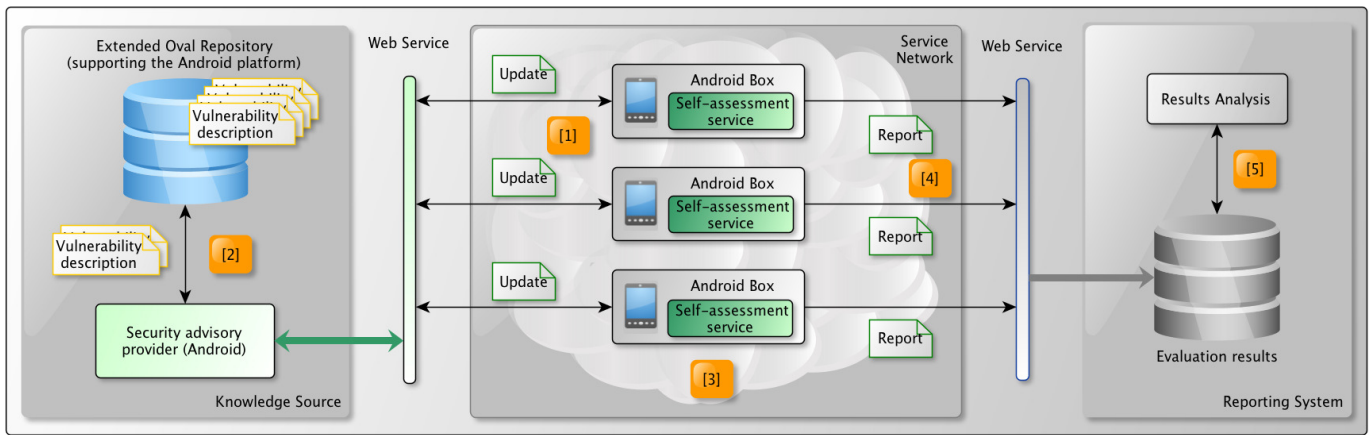 Extended Oval Repository
(supporting the Android platform)
Vulnerability
description
Vulnerability
description
[2]
Security advisory
provider (Android)
Knowledge Source
Web Service
Service
Network
Update
[1]
Android Box
Self-assessment
service
Report
[4]
Update
Android Box
Self-assessment
service
Report
Update
Android Box
Self-assessment
service
Report
[3]
Web Service
Results Analysis
[5]
Evaluation results
Reporting System